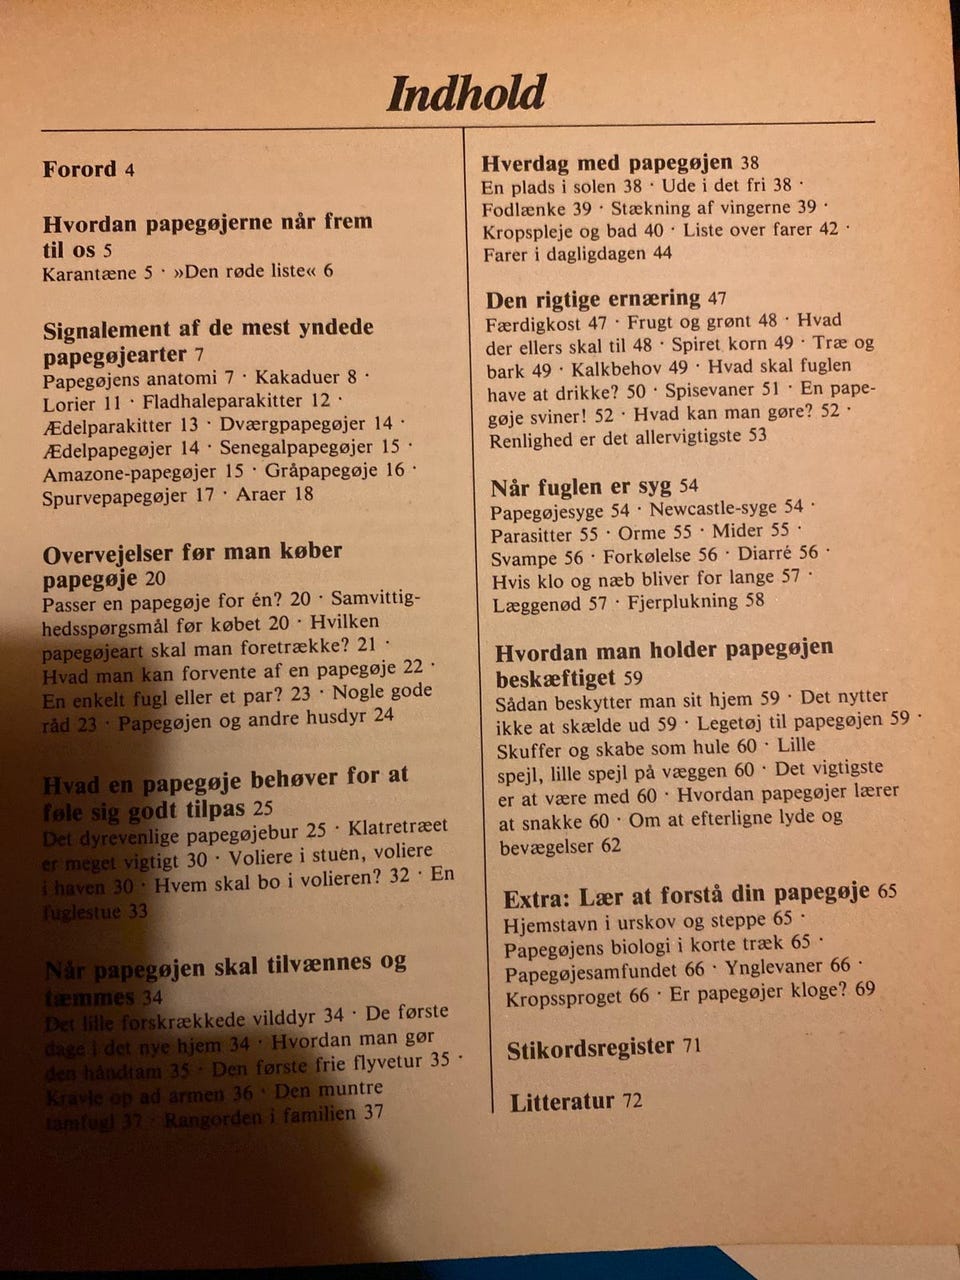 Indhold
Forord 4
Hvordan papegøjerne når frem
til os 5
Karantæne 5 · »Den røde liste« 6
Signalement af de mest yndede
papegøjearter 7
Papegøjens anatomi 7 · Kakaduer 8 ·
Lorier 11 · Fladhaleparakitter 12 ·
Ædelparakitter 13 · Dværgpapegøjer 14 ·
Ædelpapegøjer 14 · Senegalpapegøjer 15 ·
Amazone-papegøjer 15 · Gråpapegøje 16 ·
Spurvepapegøjer 17 · Araer 18
Overvejelser før man køber
papegøje 20
Passer en papegøje for én? 20 · Samvittig-
hedsspørgsmål før købet 20 · Hvilken
papegøjeart skal man foretrække? 21 ·
Hvad man kan forvente af en papegøje 22 ·
En enkelt fugl eller et par? 23 · Nogle gode
råd 23 · Papegøjen og andre husdyr 24
Hvad en papegøje behøver for at
føle sig godt tilpas 25
Det dyrevenlige papegøjebur 25 · Klatretræet
er meget vigtigt 30 · Voliere i stuen, voliere
i haven 30 · Hvem skal bo i volieren? 32 · En
fuglestue 33
Når papegøjen skal tilvænnes og
tæmmes 34
Det lille forskrækkede vilddyr 34 · De første
dage i det nye hjem 34 · Hvordan man gør
den håndtam 35 · Den første frie flyvetur 35 ·
Kravle op ad armen 36 · Den muntre
tamfugl 37 · Rangorden i familien 37
Hverdag med papegøjen 38
En plads i solen 38 · Ude i det fri 38 ·
Fodlænke 39 · Stækning af vingerne 39 ·
Kropspleje og bad 40 · Liste over farer 42 ·
Farer i dagligdagen 44
Den rigtige ernæring 47
Færdigkost 47 · Frugt og grønt 48 · Hvad
der ellers skal til 48 · Spiret korn 49 · Træ og
bark 49 · Kalkbehov 49 · Hvad skal fuglen
have at drikke? 50 · Spisevaner 51 · En pape-
gøje sviner! 52 · Hvad kan man gøre? 52 ·
Renlighed er det allervigtigste 53
Når fuglen er syg 54
Papegøjesyge 54 · Newcastle-syge 54 ·
Parasitter 55 · Orme 55 · Mider 55 ·
Svampe 56 · Forkølelse 56 · Diarré 56 ·
Hvis klo og næb bliver for lange 57 ·
Læggenød 57 · Fjerplukning 58
Hvordan man holder papegøjen
beskæftiget 59
Sådan beskytter man sit hjem 59 · Det nytter
ikke at skælde ud 59 · Legetøj til papegøjen 59 ·
Skuffer og skabe som hule 60 · Lille
spejl, lille spejl på væggen 60 · Det vigtigste
er at være med 60 · Hvordan papegøjer lærer
at snakke 60 · Om at efterligne lyde og
bevægelser 62
Extra: Lær at forstå din papegøje 65
Hjemstavn i urskov og steppe 65 ·
Papegøjens biologi i korte træk 65 ·
Papegøjesamfundet 66 · Ynglevaner 66 ·
Kropssproget 66 · Er papegøjer kloge? 69
Stikordsregister 71
Litteratur 72